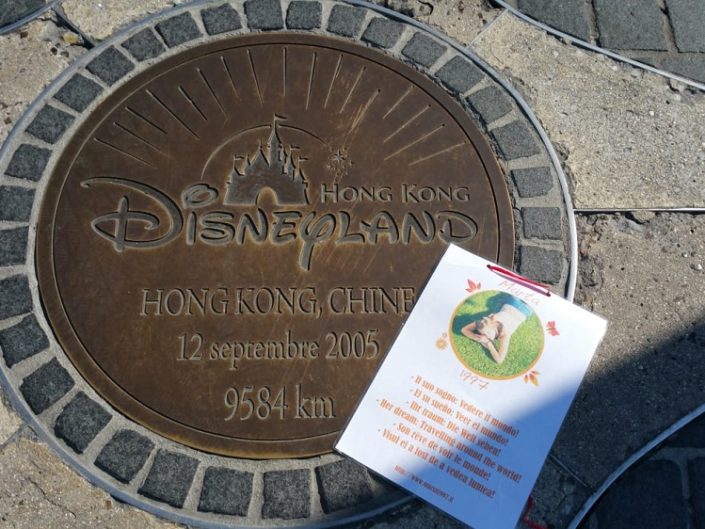 HONG KONG
DISNEYLAND
HONG KONG, CHINE
12 septembre 2005
9584 km
Marta
1997
- Il suo sogno: Vedere il mondo!
- El su sueño: Veer el mundo!
- Ihr traum: Die welt sehen!
- Her dream: Travelling around the world!
- Son rêve de voir le monde!
- Visul ei a fost de a vedea lumea!